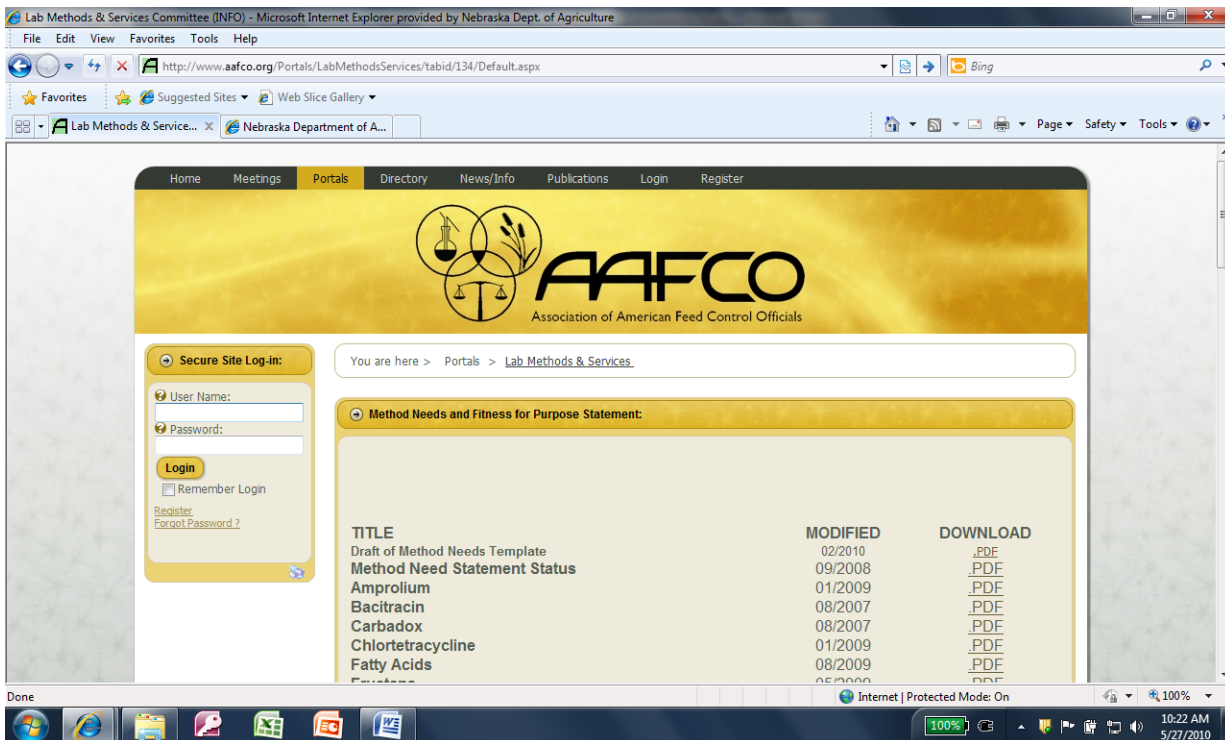 Lab Methods & Services Committee (INFO) - Microsoft Internet Explorer provided by Nebraska Dept. of Agriculture
File Edit View Favorites Tools Help
http://www.aafco.org/Portals/LabMethodsServices/tabid/134/Default.aspx
Bing
Favorites Suggested Sites Web Slice Gallery
Lab Methods & Service... Nebraska Department of A...
Page Safety Tools
Home Meetings Portals Directory News/Info Publications Login Register
AAFCO
Association of American Feed Control Officials
Secure Site Log-in:
You are here > Portals > Lab Methods & Services
User Name:
Password:
Login
Remember Login
Register
Forgot Password ?
Method Needs and Fitness for Purpose Statement:
TITLE MODIFIED DOWNLOAD
Draft of Method Needs Template 02/2010 .PDF
Method Need Statement Status 09/2008 .PDF
Amprolium 01/2009 .PDF
Bacitracin 08/2007 .PDF
Carbadox 08/2007 .PDF
Chlortetracycline 01/2009 .PDF
Fatty Acids 08/2009 .PDF
Done Internet | Protected Mode: On 100%
100% 10:22 AM
5/27/2010